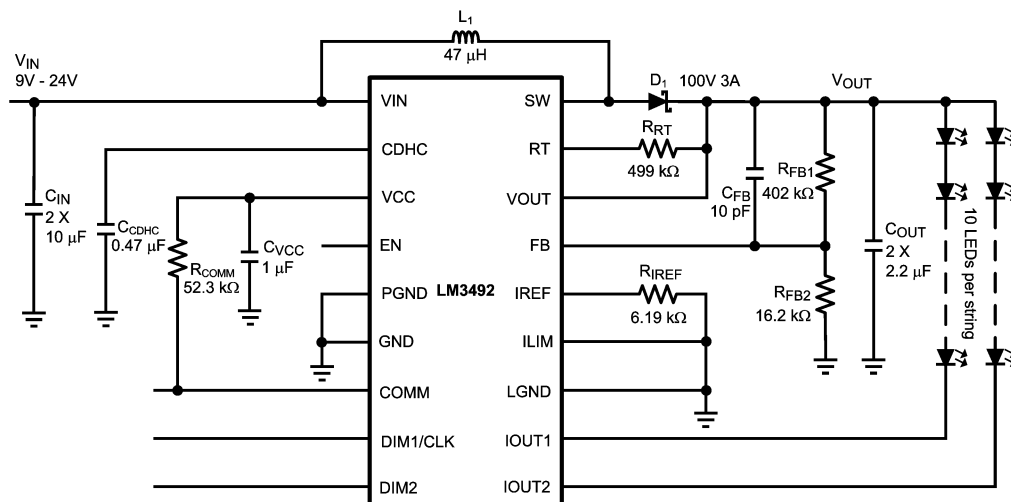 L1
47 μH
VIN
9V - 24V
D1
100V 3A
VOUT
VIN
SW
CDHC
RT
RRT
499 kΩ
VCC
VOUT
CFB
10 pF
RFB1
402 kΩ
CIN
2 X
10 μF
CCDHC
0.47 μF
RCOMM
52.3 kΩ
CVCC
1 μF
EN
FB
COUT
2 X
2.2 μF
10 LEDs per string
PGND
LM3492
IREF
RIREF
6.19 kΩ
RFB2
16.2 kΩ
GND
ILIM
COMM
LGND
DIM1/CLK
IOUT1
DIM2
IOUT2